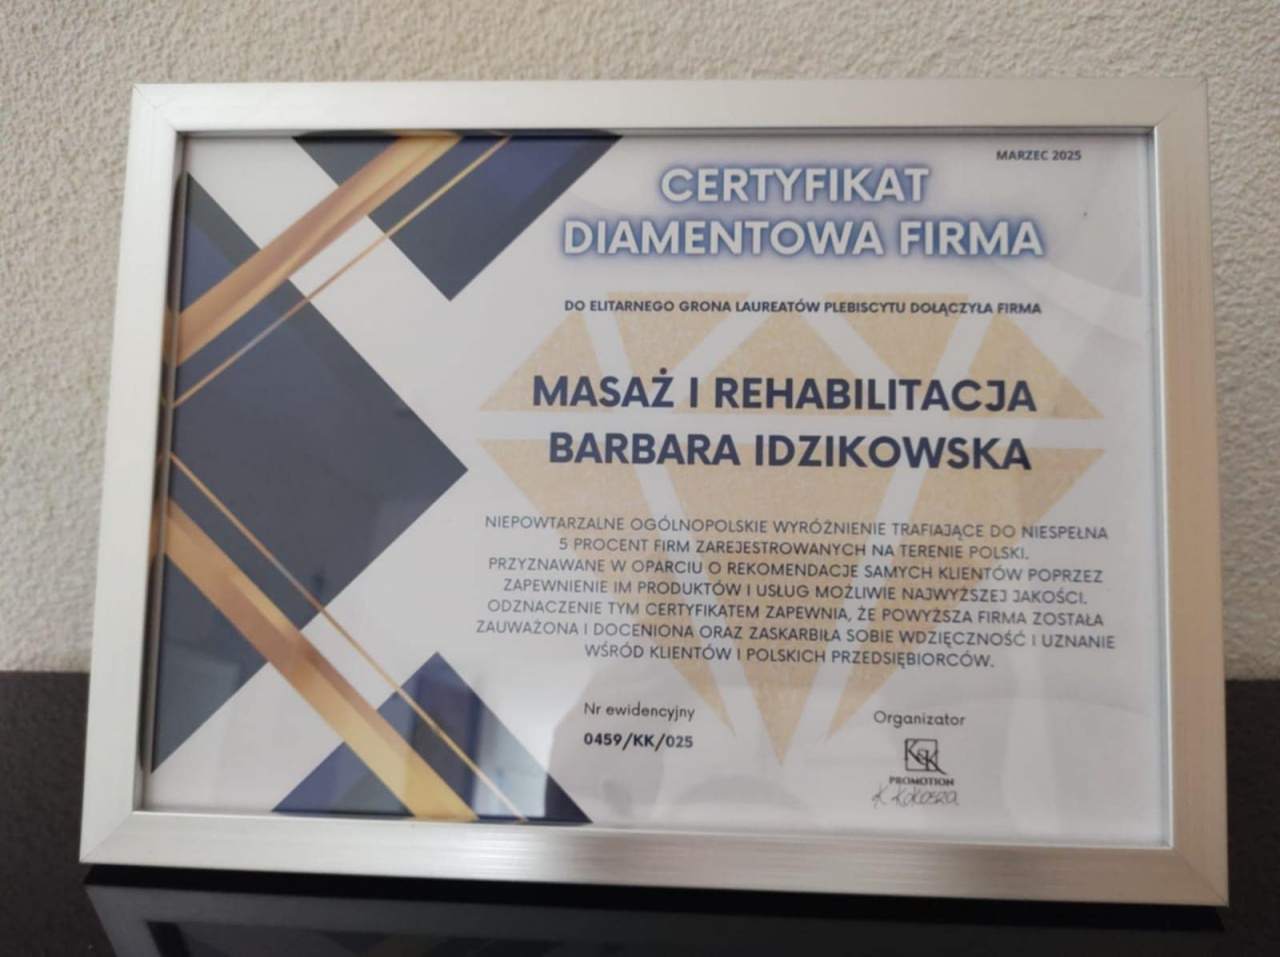 MARZEC 2025
CERTYFIKAT
DIAMENTOWA FIRMA
DO ELITARNEGO GRONA LAUREATÓW PLEBISCYTU DOŁĄCZYŁA FIRMA
MASAŻ I REHABILITACJA
BARBARA IDZIKOWSKA
NIEPOWTARZALNE OGÓLNOPOLSKIE WYRÓŻNIENIE TRAFIAJĄCE DO NIESPEŁNA
5 PROCENT FIRM ZAREJESTROWANYCH NA TERENIE POLSKI.
PRZYZNAWANE W OPARCIU O REKOMENDACJE SAMYCH KLIENTÓW POPRZEZ
ZAPEWNIENIE IM PRODUKTÓW I USŁUG MOŻLIWIE NAJWYŻSZEJ JAKOŚCI.
ODZNACZENIE TYM CERTYFIKATEM ZAPEWNIA, ŻE POWYŻSZA FIRMA ZOSTAŁA
ZAUWAŻONA I DOCENIONA ORAZ ZASKARBIŁA SOBIE WDZIĘCZNOŚĆ I UZNANIE
WŚRÓD KLIENTÓW I POLSKICH PRZEDSIĘBIORCÓW.
Nr ewidencyjny
0459/KK/025
Organizator
K&K
PROMOTION
K Kokosza